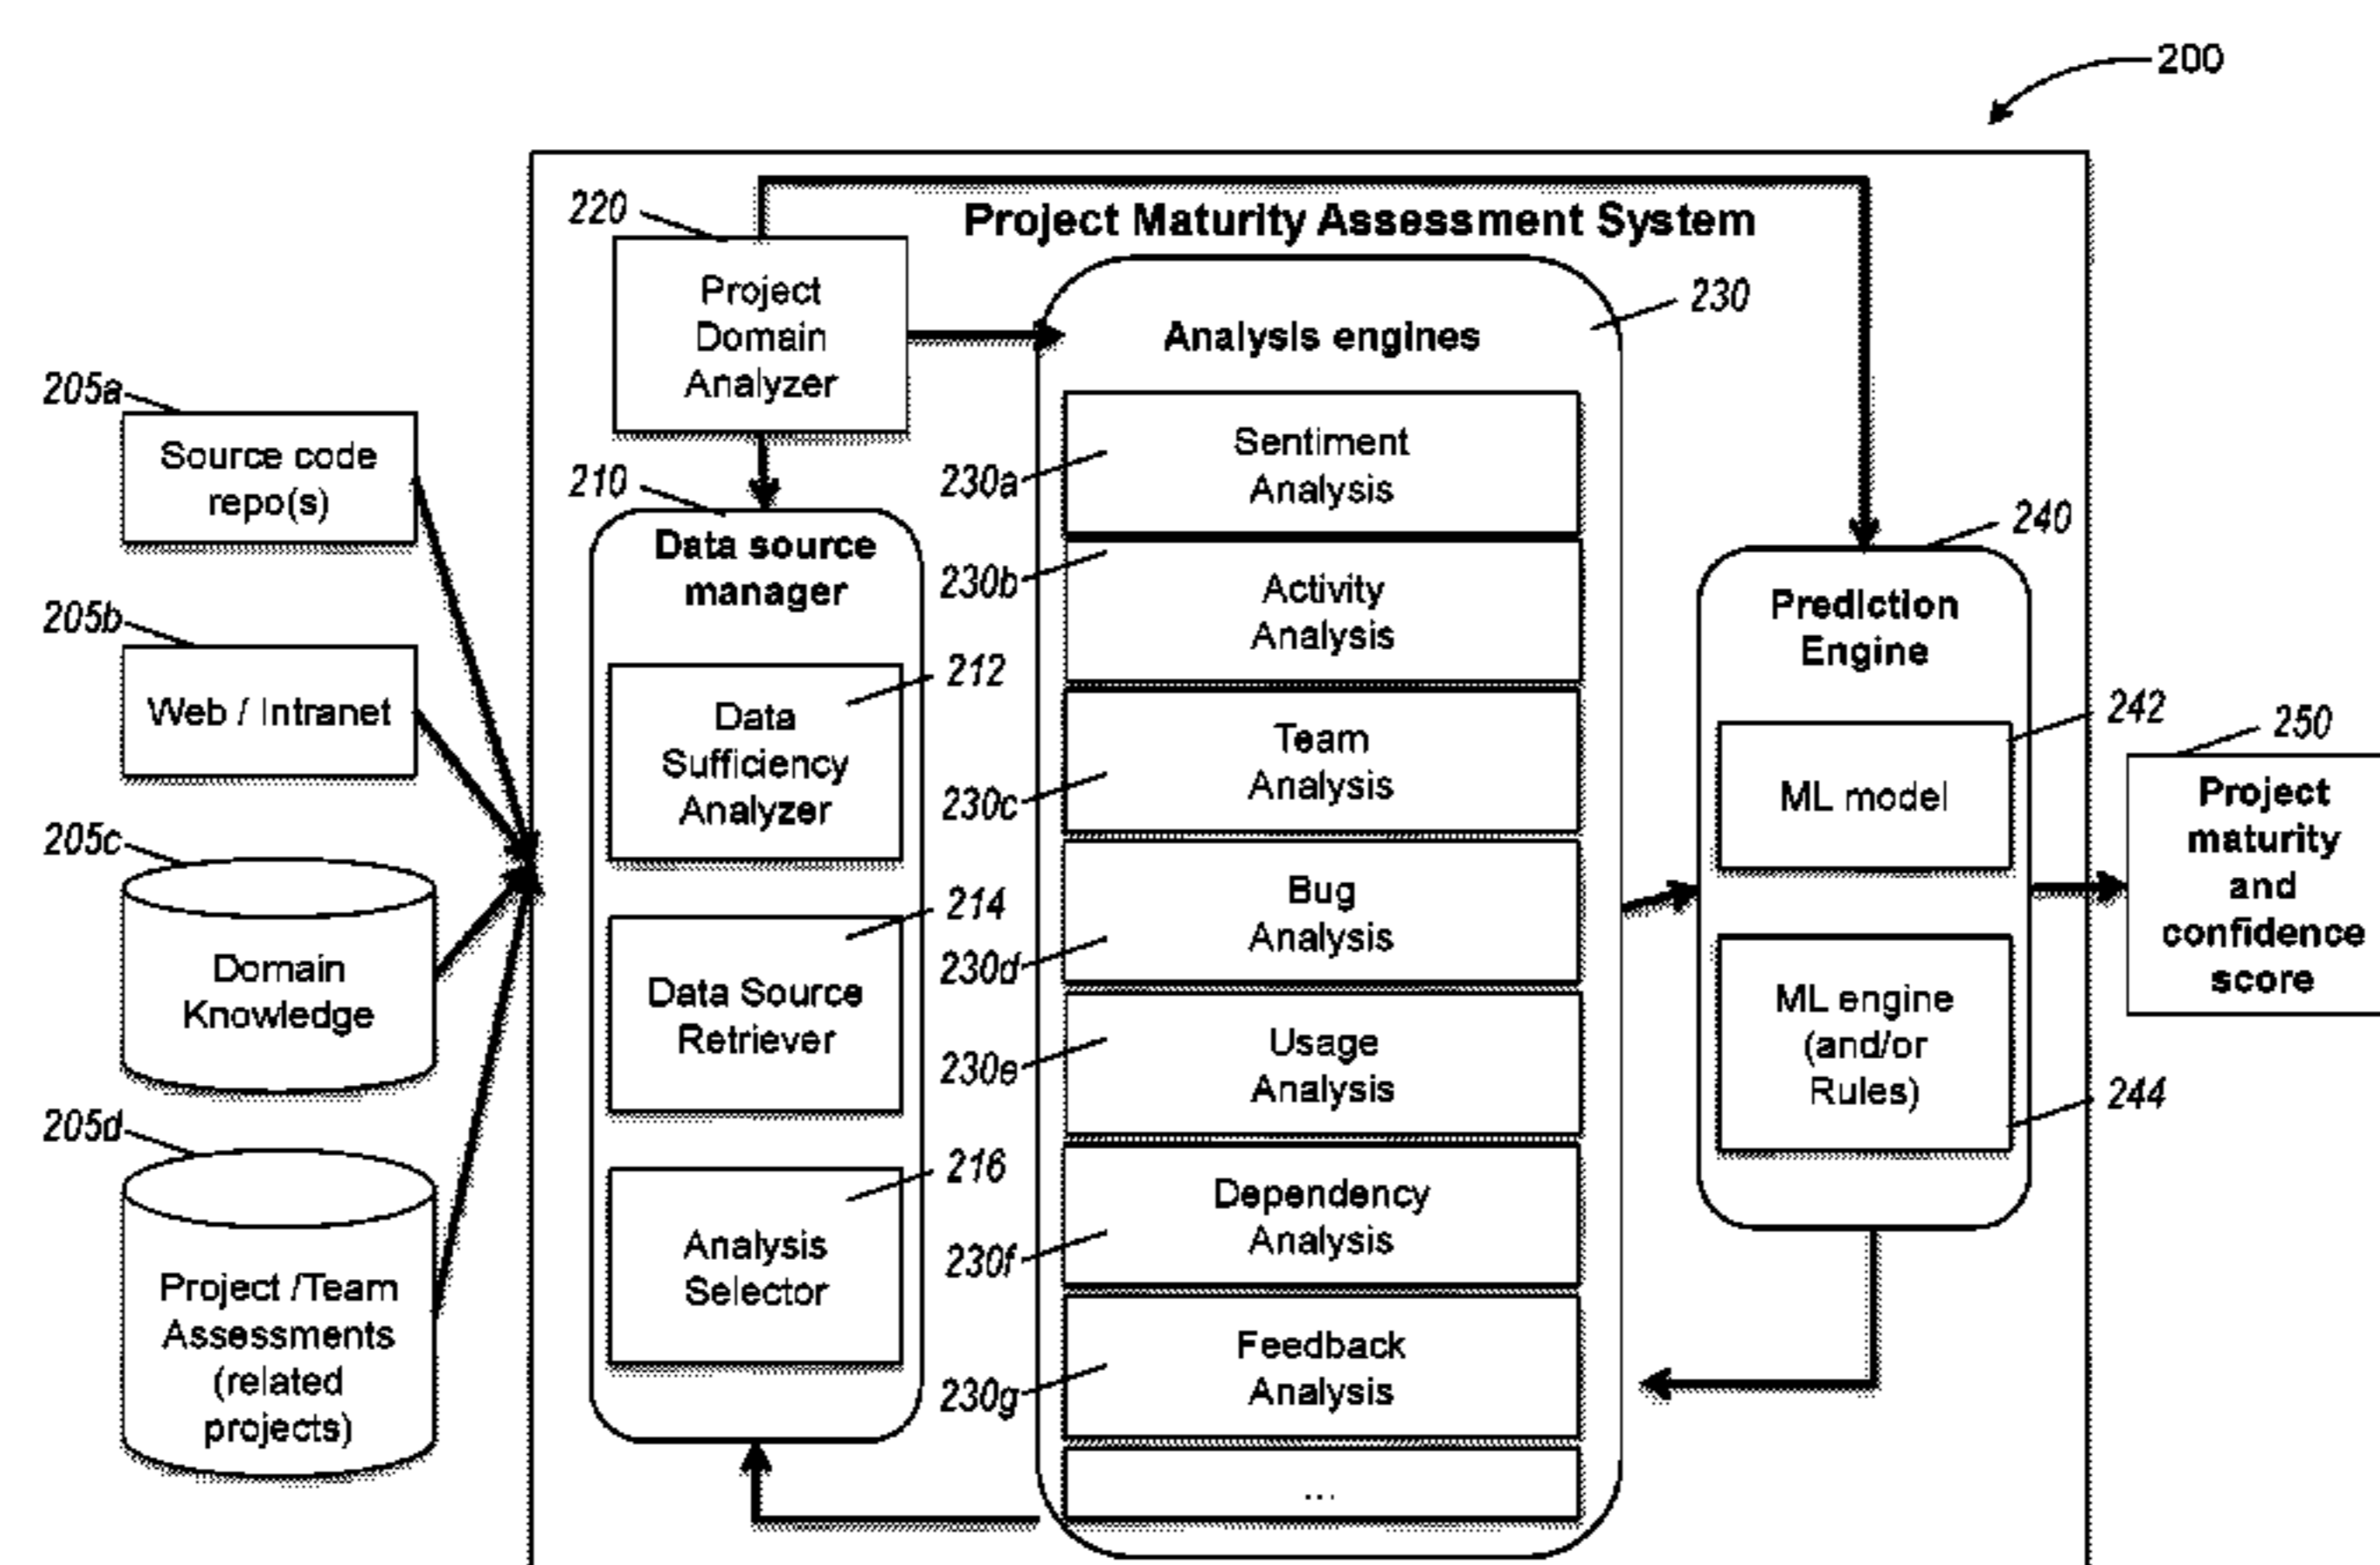 200
Project Maturity Assessment System
220
Project
Domain
Analyzer
230
Analysis engines
205a
Source code
repo(s)
205b
Web / Intranet
205c
Domain
Knowledge
205d
Project /Team
Assessments
(related
projects)
210
Data source
manager
212
Data
Sufficiency
Analyzer
214
Data Source
Retriever
216
Analysis
Selector
230a
Sentiment
Analysis
230b
Activity
Analysis
230c
Team
Analysis
230d
Bug
Analysis
230e
Usage
Analysis
230f
Dependency
Analysis
230g
Feedback
Analysis
...
240
Prediction
Engine
242
ML model
244
ML engine
(and/or
Rules)
250
Project
maturity
and
confidence
score